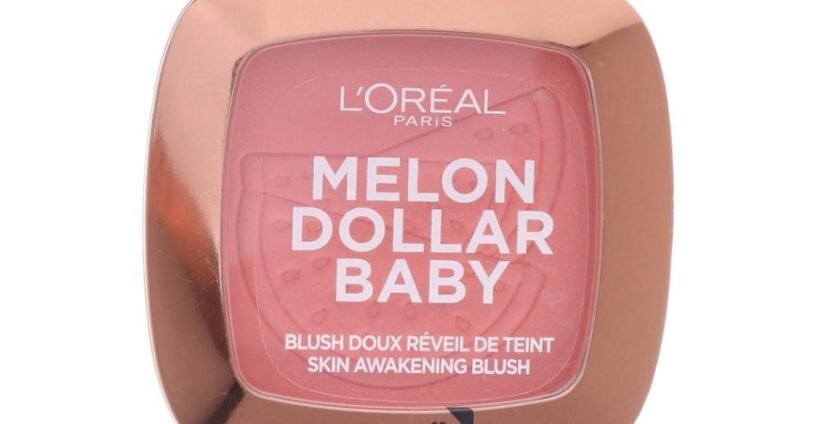 L'ORÉAL
PARiS
MELON
DOLLAR
BABY
BLUSH DOUX RÉVEIL DE TEINT
SKIN AWAKENING BLUSH